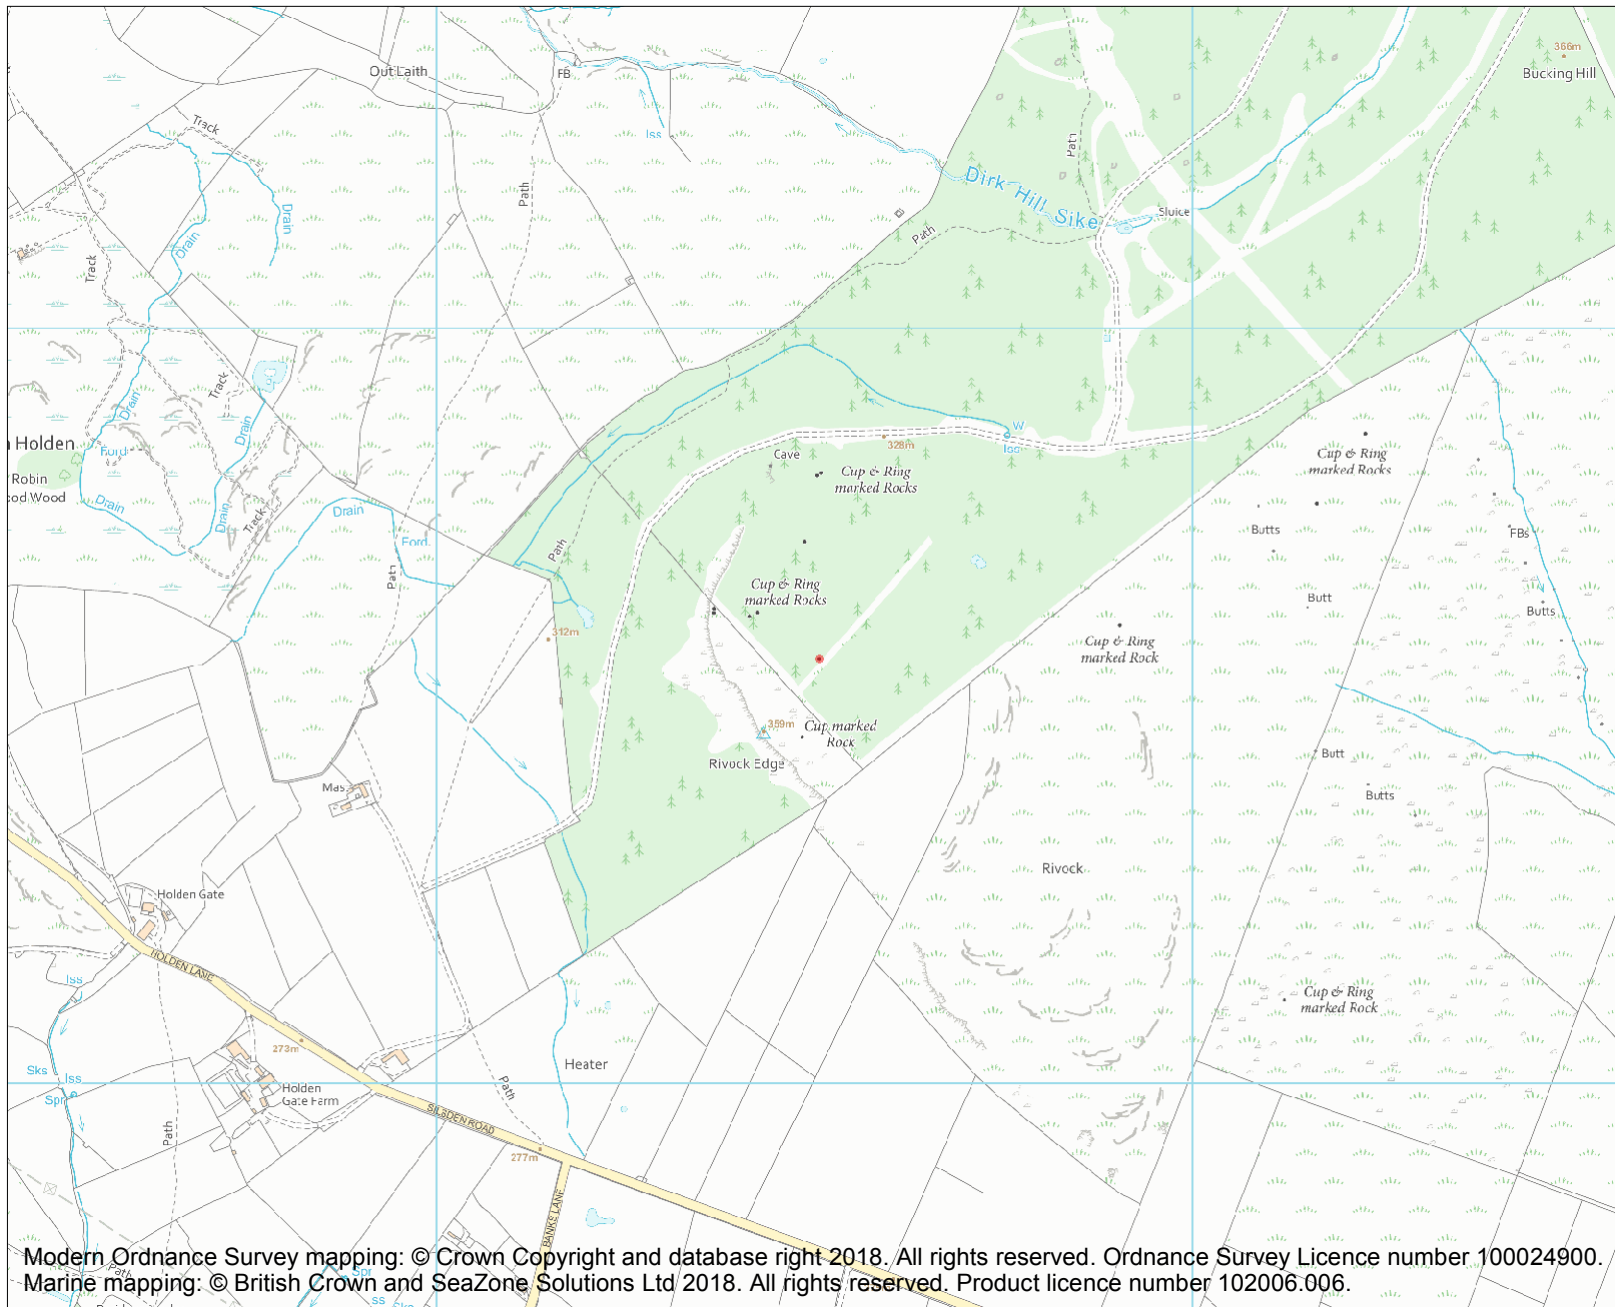 366m
Bucking Hill
Out Laith
FB
Iss
Track
Path
Path
Dirk Hill Sike
Sluice
Path
Drain
Drain
Track
Track
Drain
Drain
Holden
Ford
Robin
Wood
Drain
Drain
Track
Drain
Ford
Path
Path
W
Iss
328m
Cave
Cup & Ring
marked Rocks
Cup & Ring
marked Rocks
Butts
FBs
Cup & Ring
marked Rocks
Butt
Butts
312m
Cup & Ring
marked Rock
359m
Cup marked
Rock
Rivock Edge
Butt
Mas.
Butts
Rivock
Holden Gate
HOLDEN LANE
Iss
Cup & Ring
marked Rock
273m
Heater
Sks
Iss
Spr
Holden
Gate Farm
Path
SILSDEN ROAD
Path
277m
BANKS LANE
Modern Ordnance Survey mapping: © Crown Copyright and database right 2018. All rights reserved. Ordnance Survey Licence number 100024900.
Path
Spr
Marine mapping: © British Crown and SeaZone Solutions Ltd 2018. All rights reserved. Product licence number 102006.006.